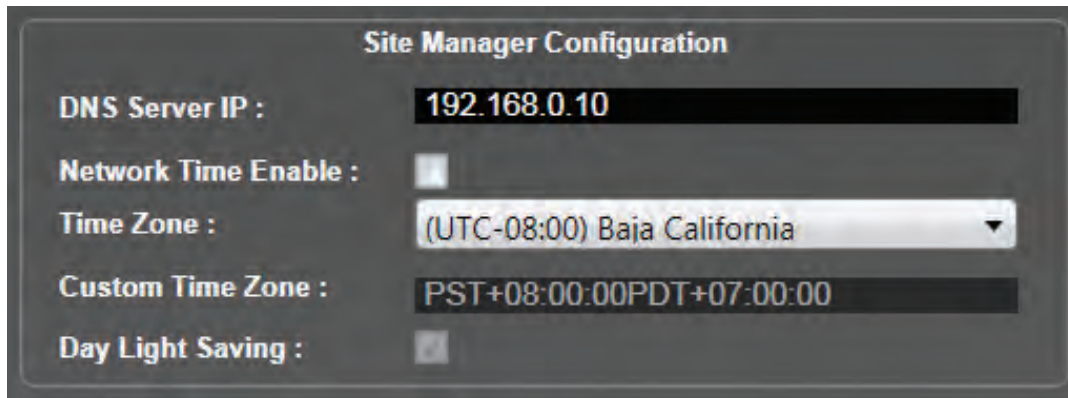 Site Manager Configuration
DNS Server IP : 192.168.0.10
Network Time Enable :
Time Zone : (UTC-08:00) Baja California
Custom Time Zone : PST+08:00:00PDT+07:00:00
Day Light Saving :